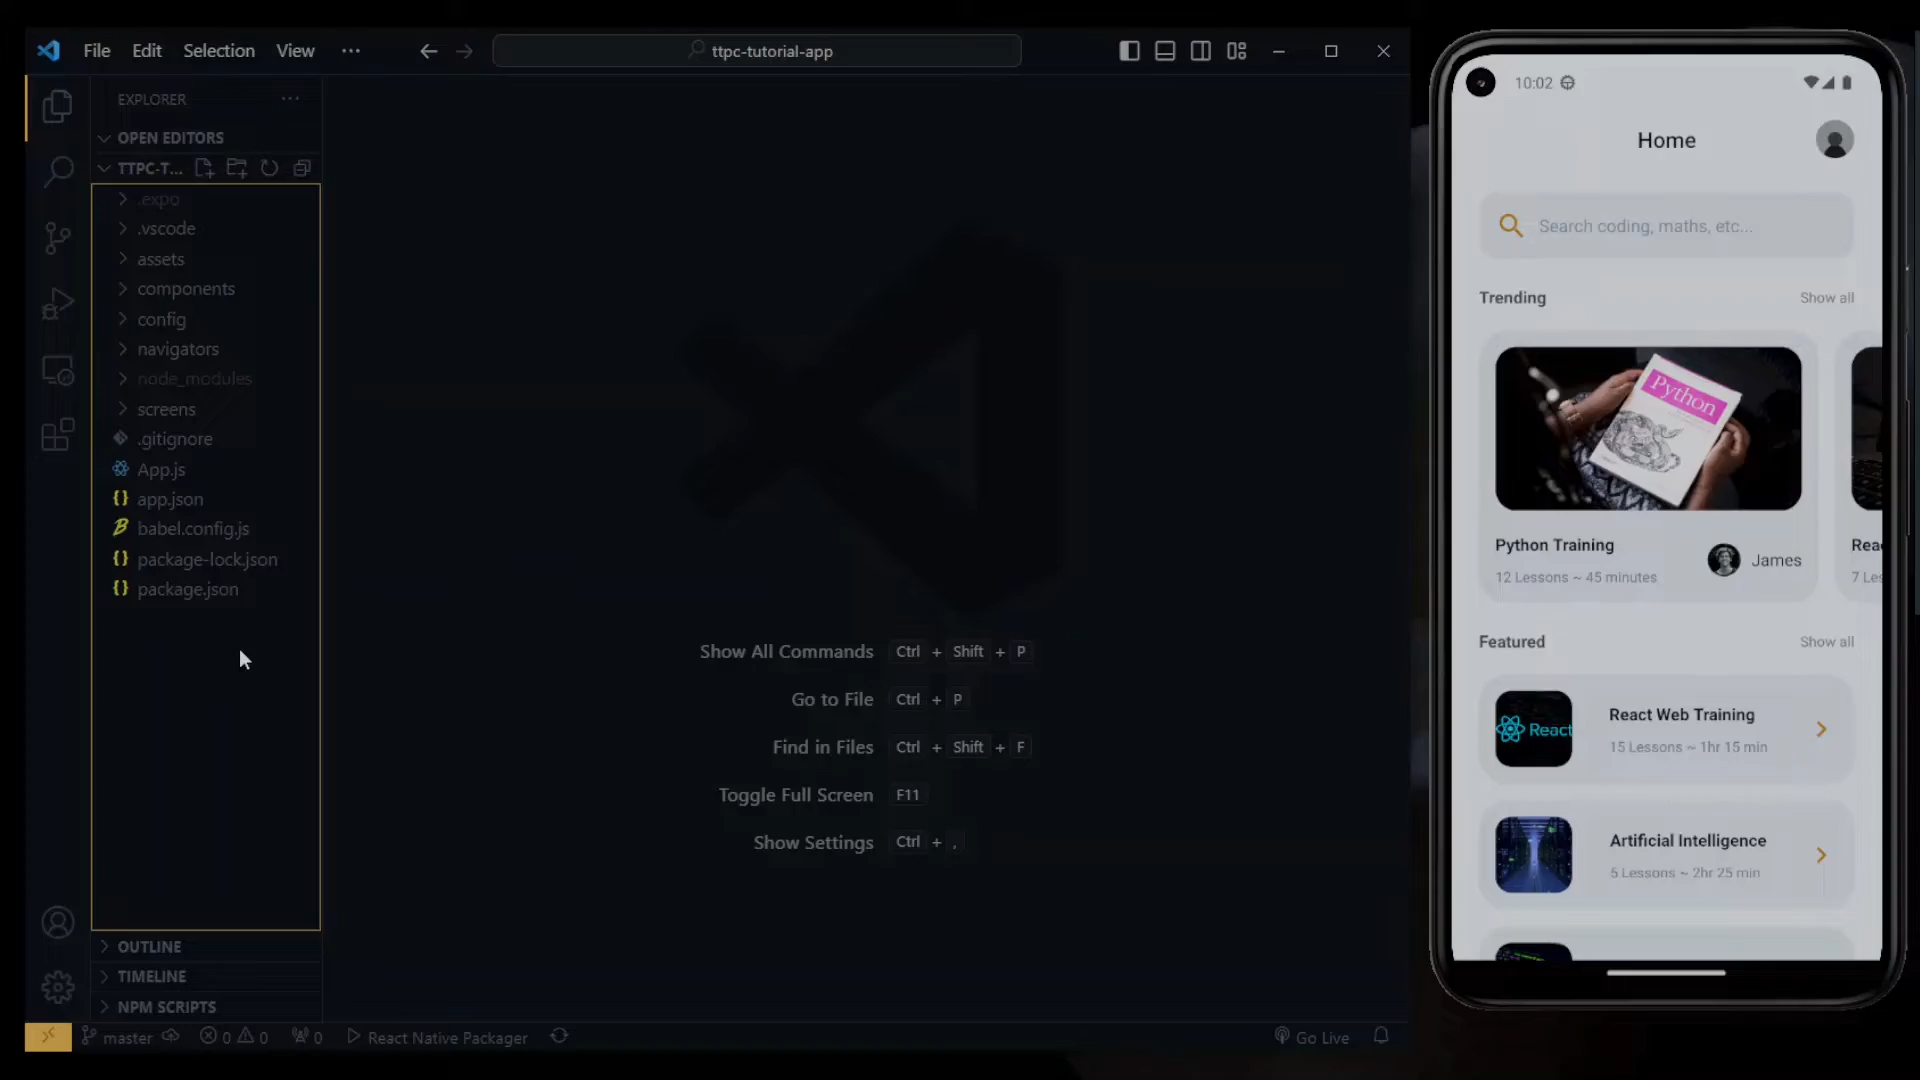 File Edit Selection View ··· ttpc-tutorial-app
EXPLORER ···
OPEN EDITORS
TTPC-T...
.expo
.vscode
assets
components
config
navigators
node_modules
screens
.gitignore
App.js
app.json
babel.config.js
package-lock.json
package.json
OUTLINE
TIMELINE
NPM SCRIPTS
Show All Commands Ctrl + Shift + P
Go to File Ctrl + P
Find in Files Ctrl + Shift + F
Toggle Full Screen F11
Show Settings Ctrl + ,
master 0 0 0 React Native Packager Go Live
10:02
Home
Search coding, maths, etc...
Trending Show all
Python
Python Training
12 Lessons ~ 45 minutes
James
Rea
7 Les
Featured Show all
React
React Web Training
15 Lessons ~ 1hr 15 min
Artificial Intelligence
5 Lessons ~ 2hr 25 min